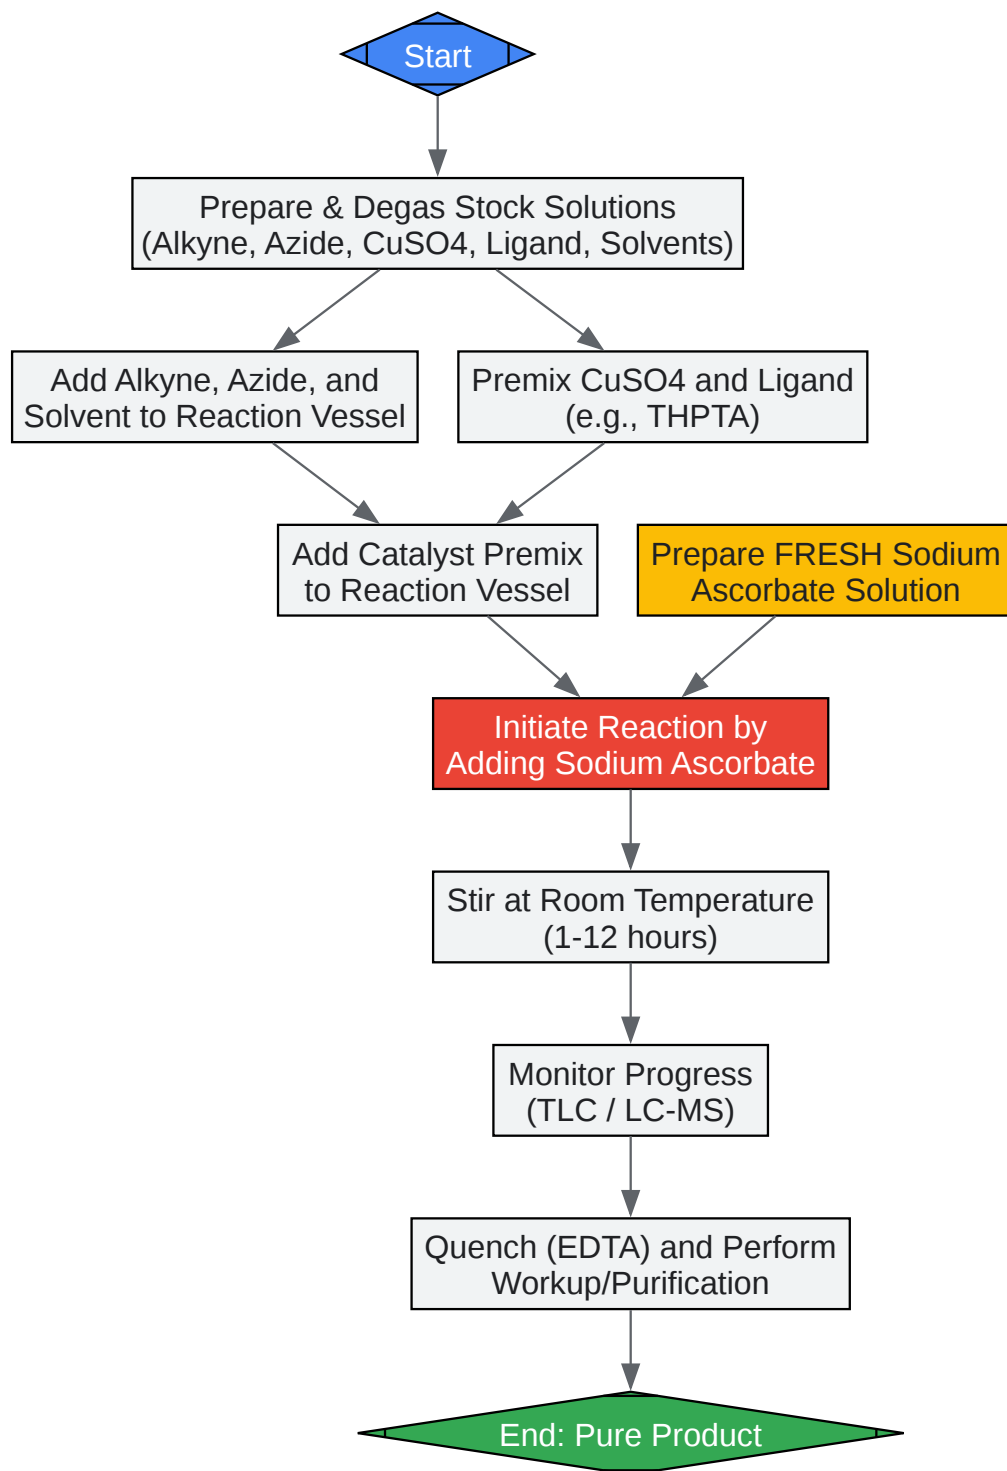 Start
Prepare & Degas Stock Solutions
(Alkyne, Azide, CuSO4, Ligand, Solvents)
Add Alkyne, Azide, and
Solvent to Reaction Vessel
Premix CuSO4 and Ligand
(e.g., THPTA)
Add Catalyst Premix
to Reaction Vessel
Prepare FRESH Sodium
Ascorbate Solution
Initiate Reaction by
Adding Sodium Ascorbate
Stir at Room Temperature
(1-12 hours)
Monitor Progress
(TLC / LC-MS)
Quench (EDTA) and Perform
Workup/Purification
End: Pure Product